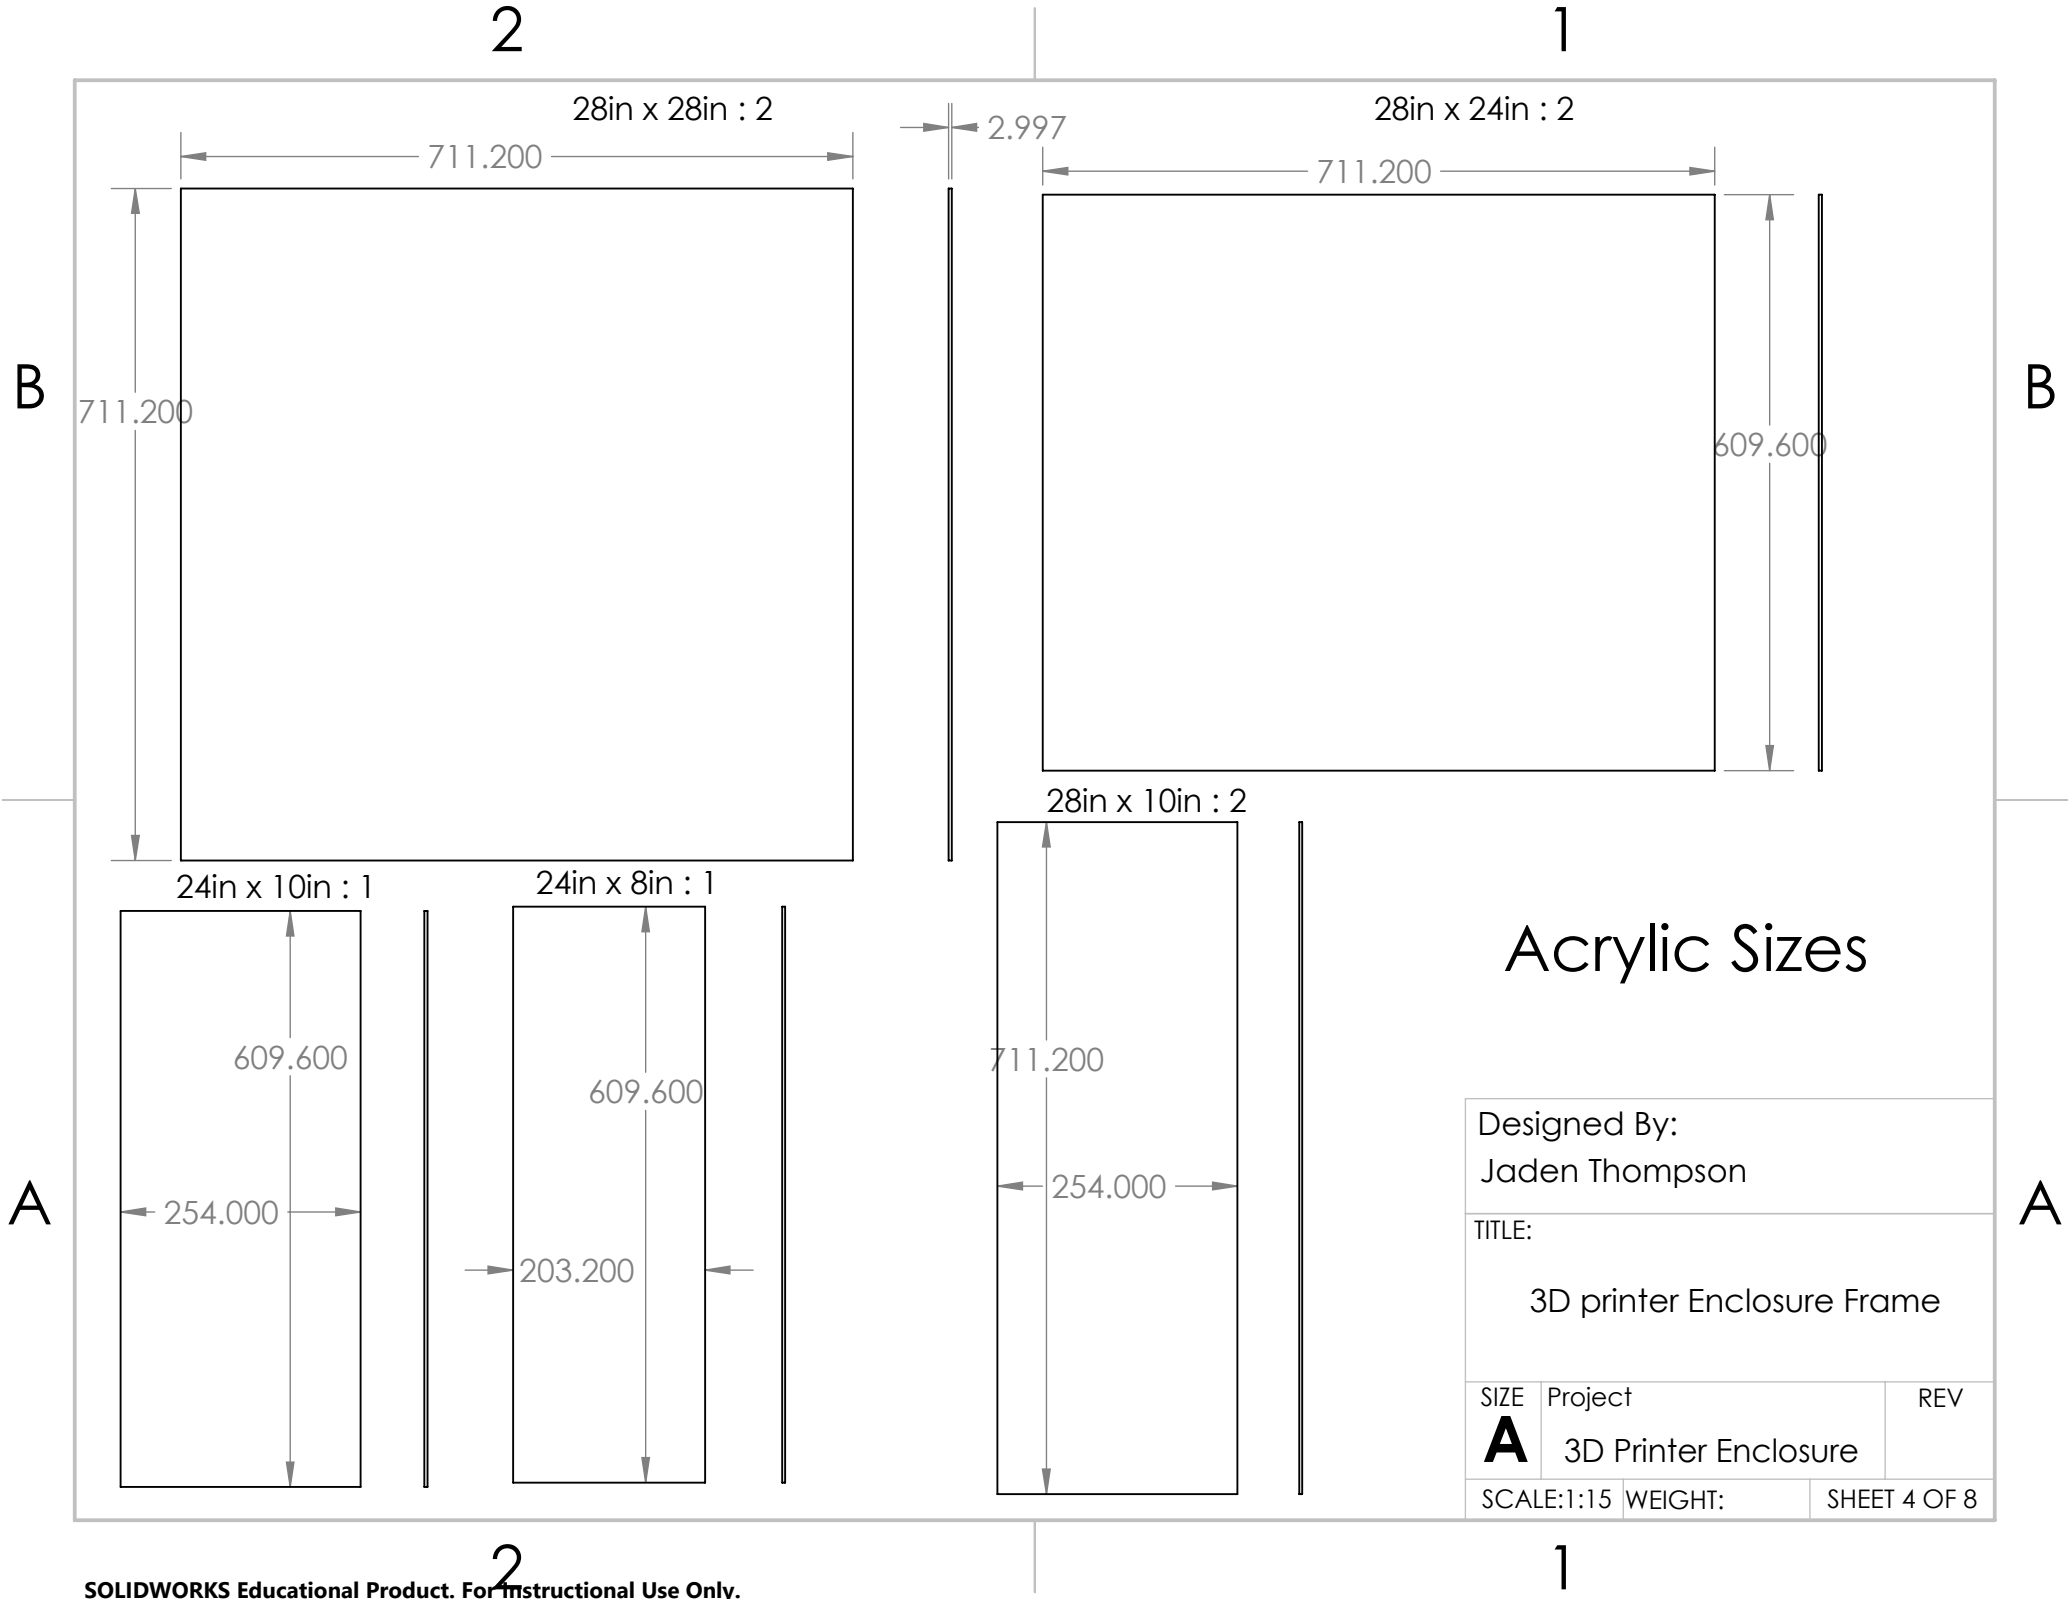 2
1
28in x 28in : 2
28in x 24in : 2
2.997
711.200
711.200
B
B
711.200
609.600
28in x 10in : 2
24in x 10in : 1
24in x 8in : 1
Acrylic Sizes
609.600
711.200
609.600
Designed By:
Jaden Thompson
254.000
A
A
254.000
TITLE:
203.200
3D printer Enclosure Frame
SIZE
Project
REV
A
3D Printer Enclosure
SCALE:1:15
WEIGHT:
SHEET 4 OF 8
2
1
SOLIDWORKS Educational Product. For Instructional Use Only.